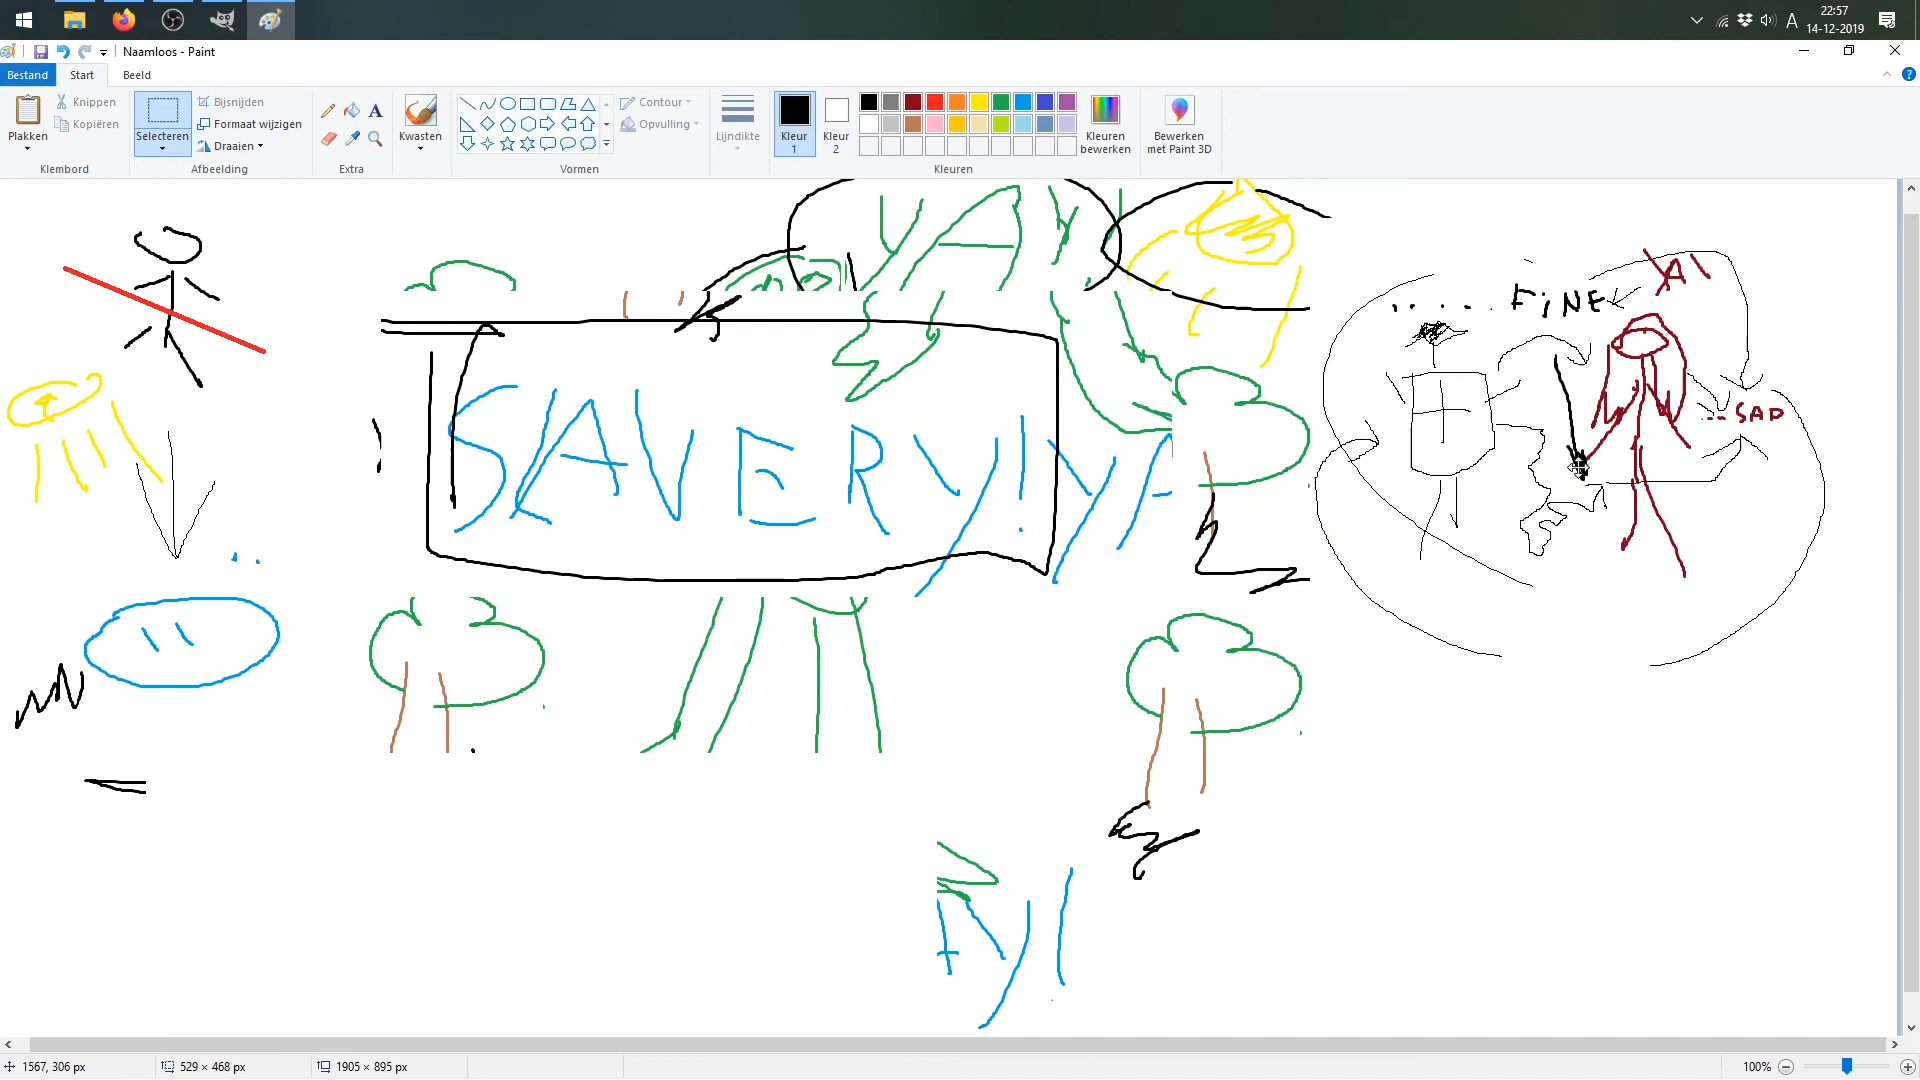 22:57
14-12-2019
A
Naamloos - Paint
Bestand Start Beeld
Plakken
Knippen
Kopiëren
Klembord
Selecteren
Bijsnijden
Formaat wijzigen
Draaien
Afbeelding
A
Extra
Kwasten
Contour
Opvulling
Vormen
Lijndikte
Kleur 1
Kleur 2
Kleuren bewerken
Kleuren
Bewerken met Paint 3D
YAY
..... FiNE
... SAD
SAVERY!
1567, 306 px
529 × 468 px
1905 × 895 px
100%